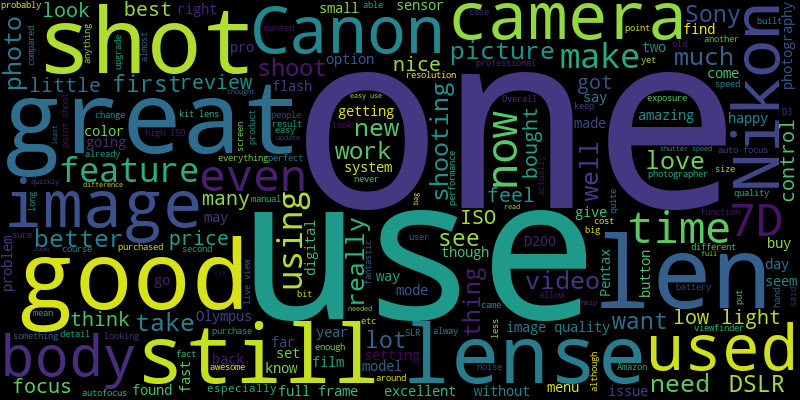 probably
look
small
sensor
best
right
able
wanted
case
built
photography
compared
photo
upgrade
almost
anything
shot
Canon
camera
Sony
find
point
old
another
yet
pro
option
shoot
nice
picture
make
two
much
come
professional
resolution
speed
little
first
review
flash
got
say
easy use
Overall
exposure
D3
great
one
Nikon
kit lens
getting
people
result
easy
update
system
new
work
shooting
performance
bought
now
made
amazing
keep
happy
control
color
going
already
point shoot
change
least
high ISO
screen
product
everything
perfect
thought
took
never
feature
even
love
photographer
shutter speed
auto focus
size
quality
well
feel
actually
quickly
difference
long
image
many
manual
may
using
bag
read
ISO
give
cost
big
quite
time
7D
function
buy
different
full
sure
better
price
purchased
course
second
digital
really
user
see
though
D200
Pentax
button
day
seem
problem
good
use
len
go
fit
live view
bit
fantastic
way
mode
thing
video
battery
put
hand
said
mean
think
take
Olympus
needed
SLR
came
less
allow
help
want
low light
viewfinder
something
detail
looking
purchase
year
etc
lot
alway
image quality
body
still
lense
used
fact
back
far
enough
film
setting
set
know
model
around
noise
menu
although
Amazon
issue
need
DSLR
focus
autofocus
found
fast
awesome
especially
full frame
excellent
without